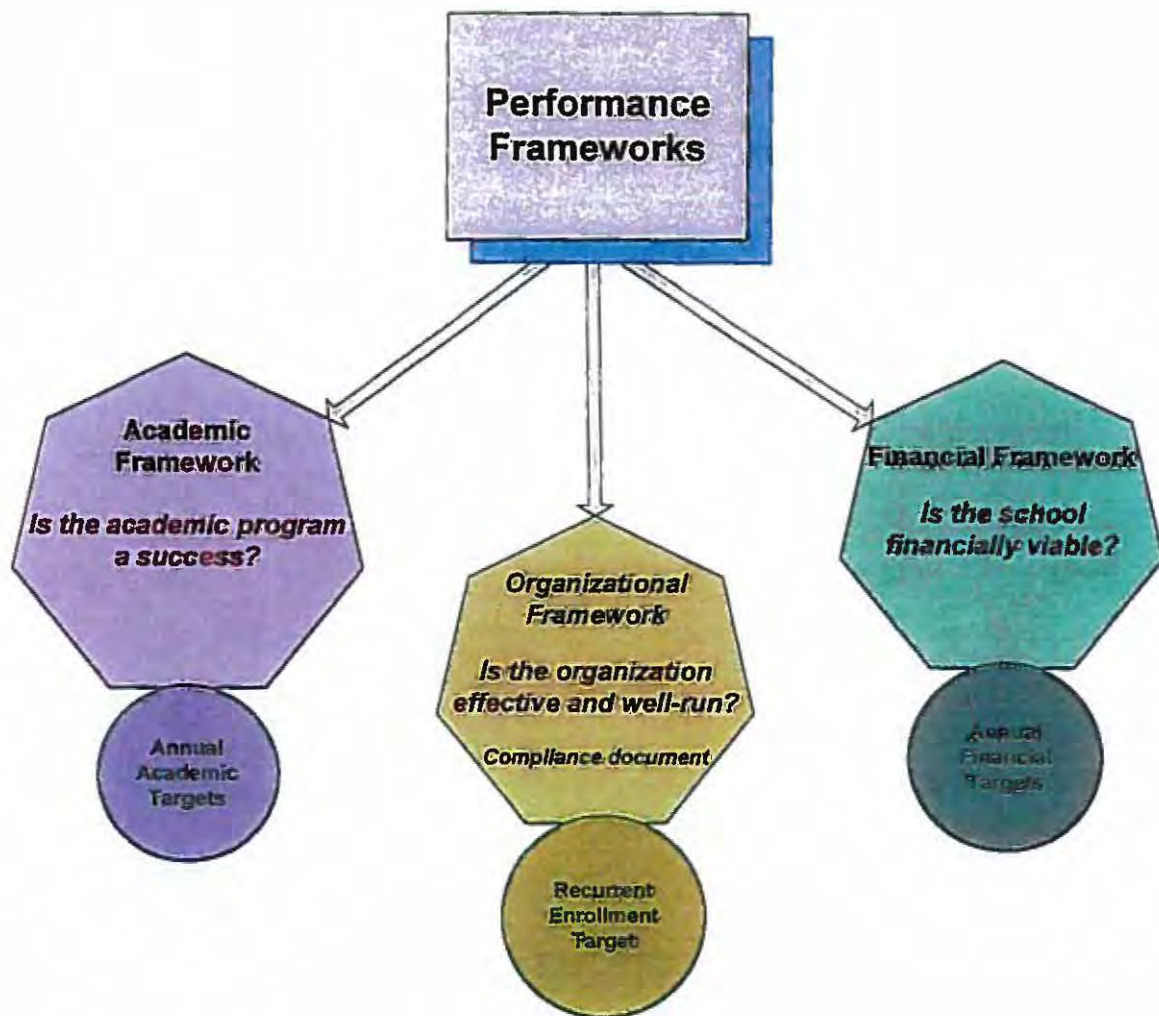 Performance
Frameworks
Academic
Framework
Is the academic program
a success?
Annual
Academic
Targets
Organizational
Framework
Is the organization
effective and well-run?
Compliance document
Recurrent
Enrollment
Target
Financial Framework
Is the school
financially viable?
Annual
Financial
Targets